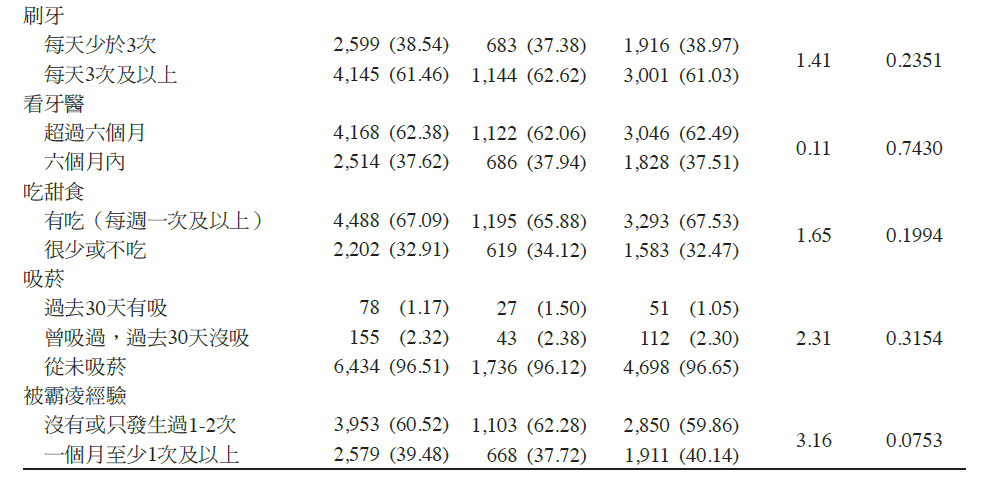 刷牙
每天少於3次 2,599 (38.54) 683 (37.38) 1,916 (38.97)
1.41 0.2351
每天3次及以上 4,145 (61.46) 1,144 (62.62) 3,001 (61.03)
看牙醫
超過六個月 4,168 (62.38) 1,122 (62.06) 3,046 (62.49)
0.11 0.7430
六個月內 2,514 (37.62) 686 (37.94) 1,828 (37.51)
吃甜食
有吃（每週一次及以上） 4,488 (67.09) 1,195 (65.88) 3,293 (67.53)
1.65 0.1994
很少或不吃 2,202 (32.91) 619 (34.12) 1,583 (32.47)
吸菸
過去30天有吸 78 (1.17) 27 (1.50) 51 (1.05)
曾吸過，過去30天沒吸 155 (2.32) 43 (2.38) 112 (2.30) 2.31 0.3154
從未吸菸 6,434 (96.51) 1,736 (96.12) 4,698 (96.65)
被霸凌經驗
沒有或只發生過1-2次 3,953 (60.52) 1,103 (62.28) 2,850 (59.86)
3.16 0.0753
一個月至少1次及以上 2,579 (39.48) 668 (37.72) 1,911 (40.14)